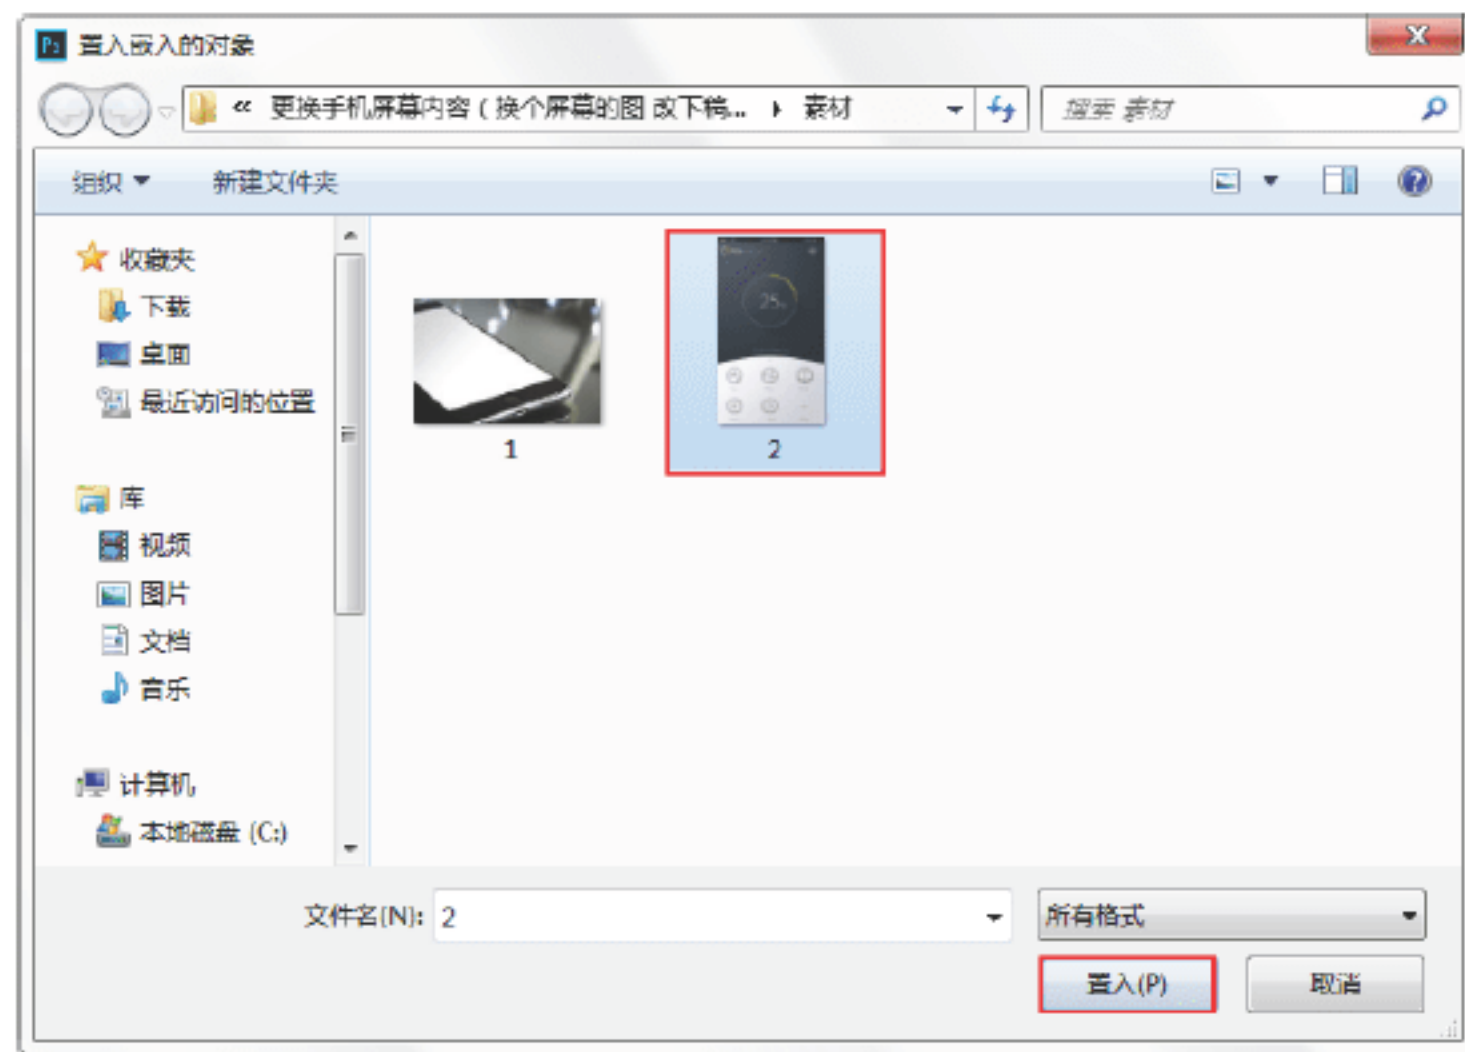 Ps 置入嵌入的对象
« 更换手机屏幕内容(换个屏幕的图 改下稿... 素材
搜索 素材
组织
新建文件夹
收藏夹
下载
桌面
最近访问的位置
库
视频
图片
文档
音乐
计算机
本地磁盘 (C:)
25%
1
2
文件名(N): 2
所有格式
置入(P)
取消